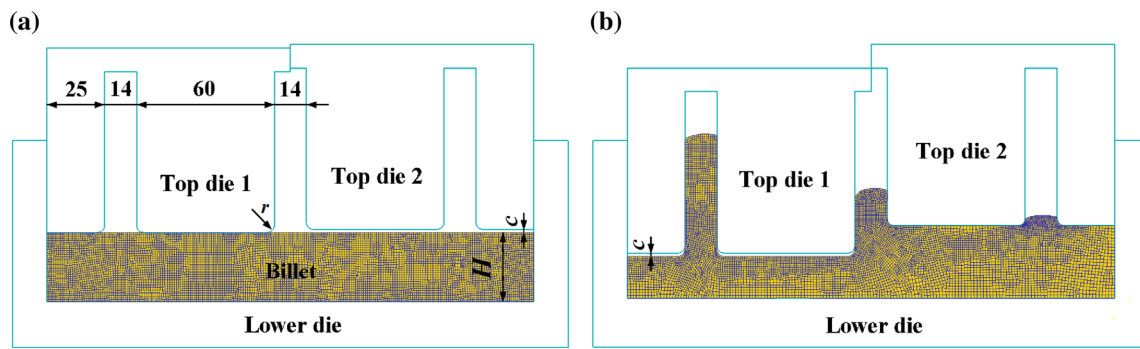 (a)
25
14
60
14
Top die 1
Top die 2
r
c
Billet
H
Lower die
(b)
Top die 1
Top die 2
c
Lower die